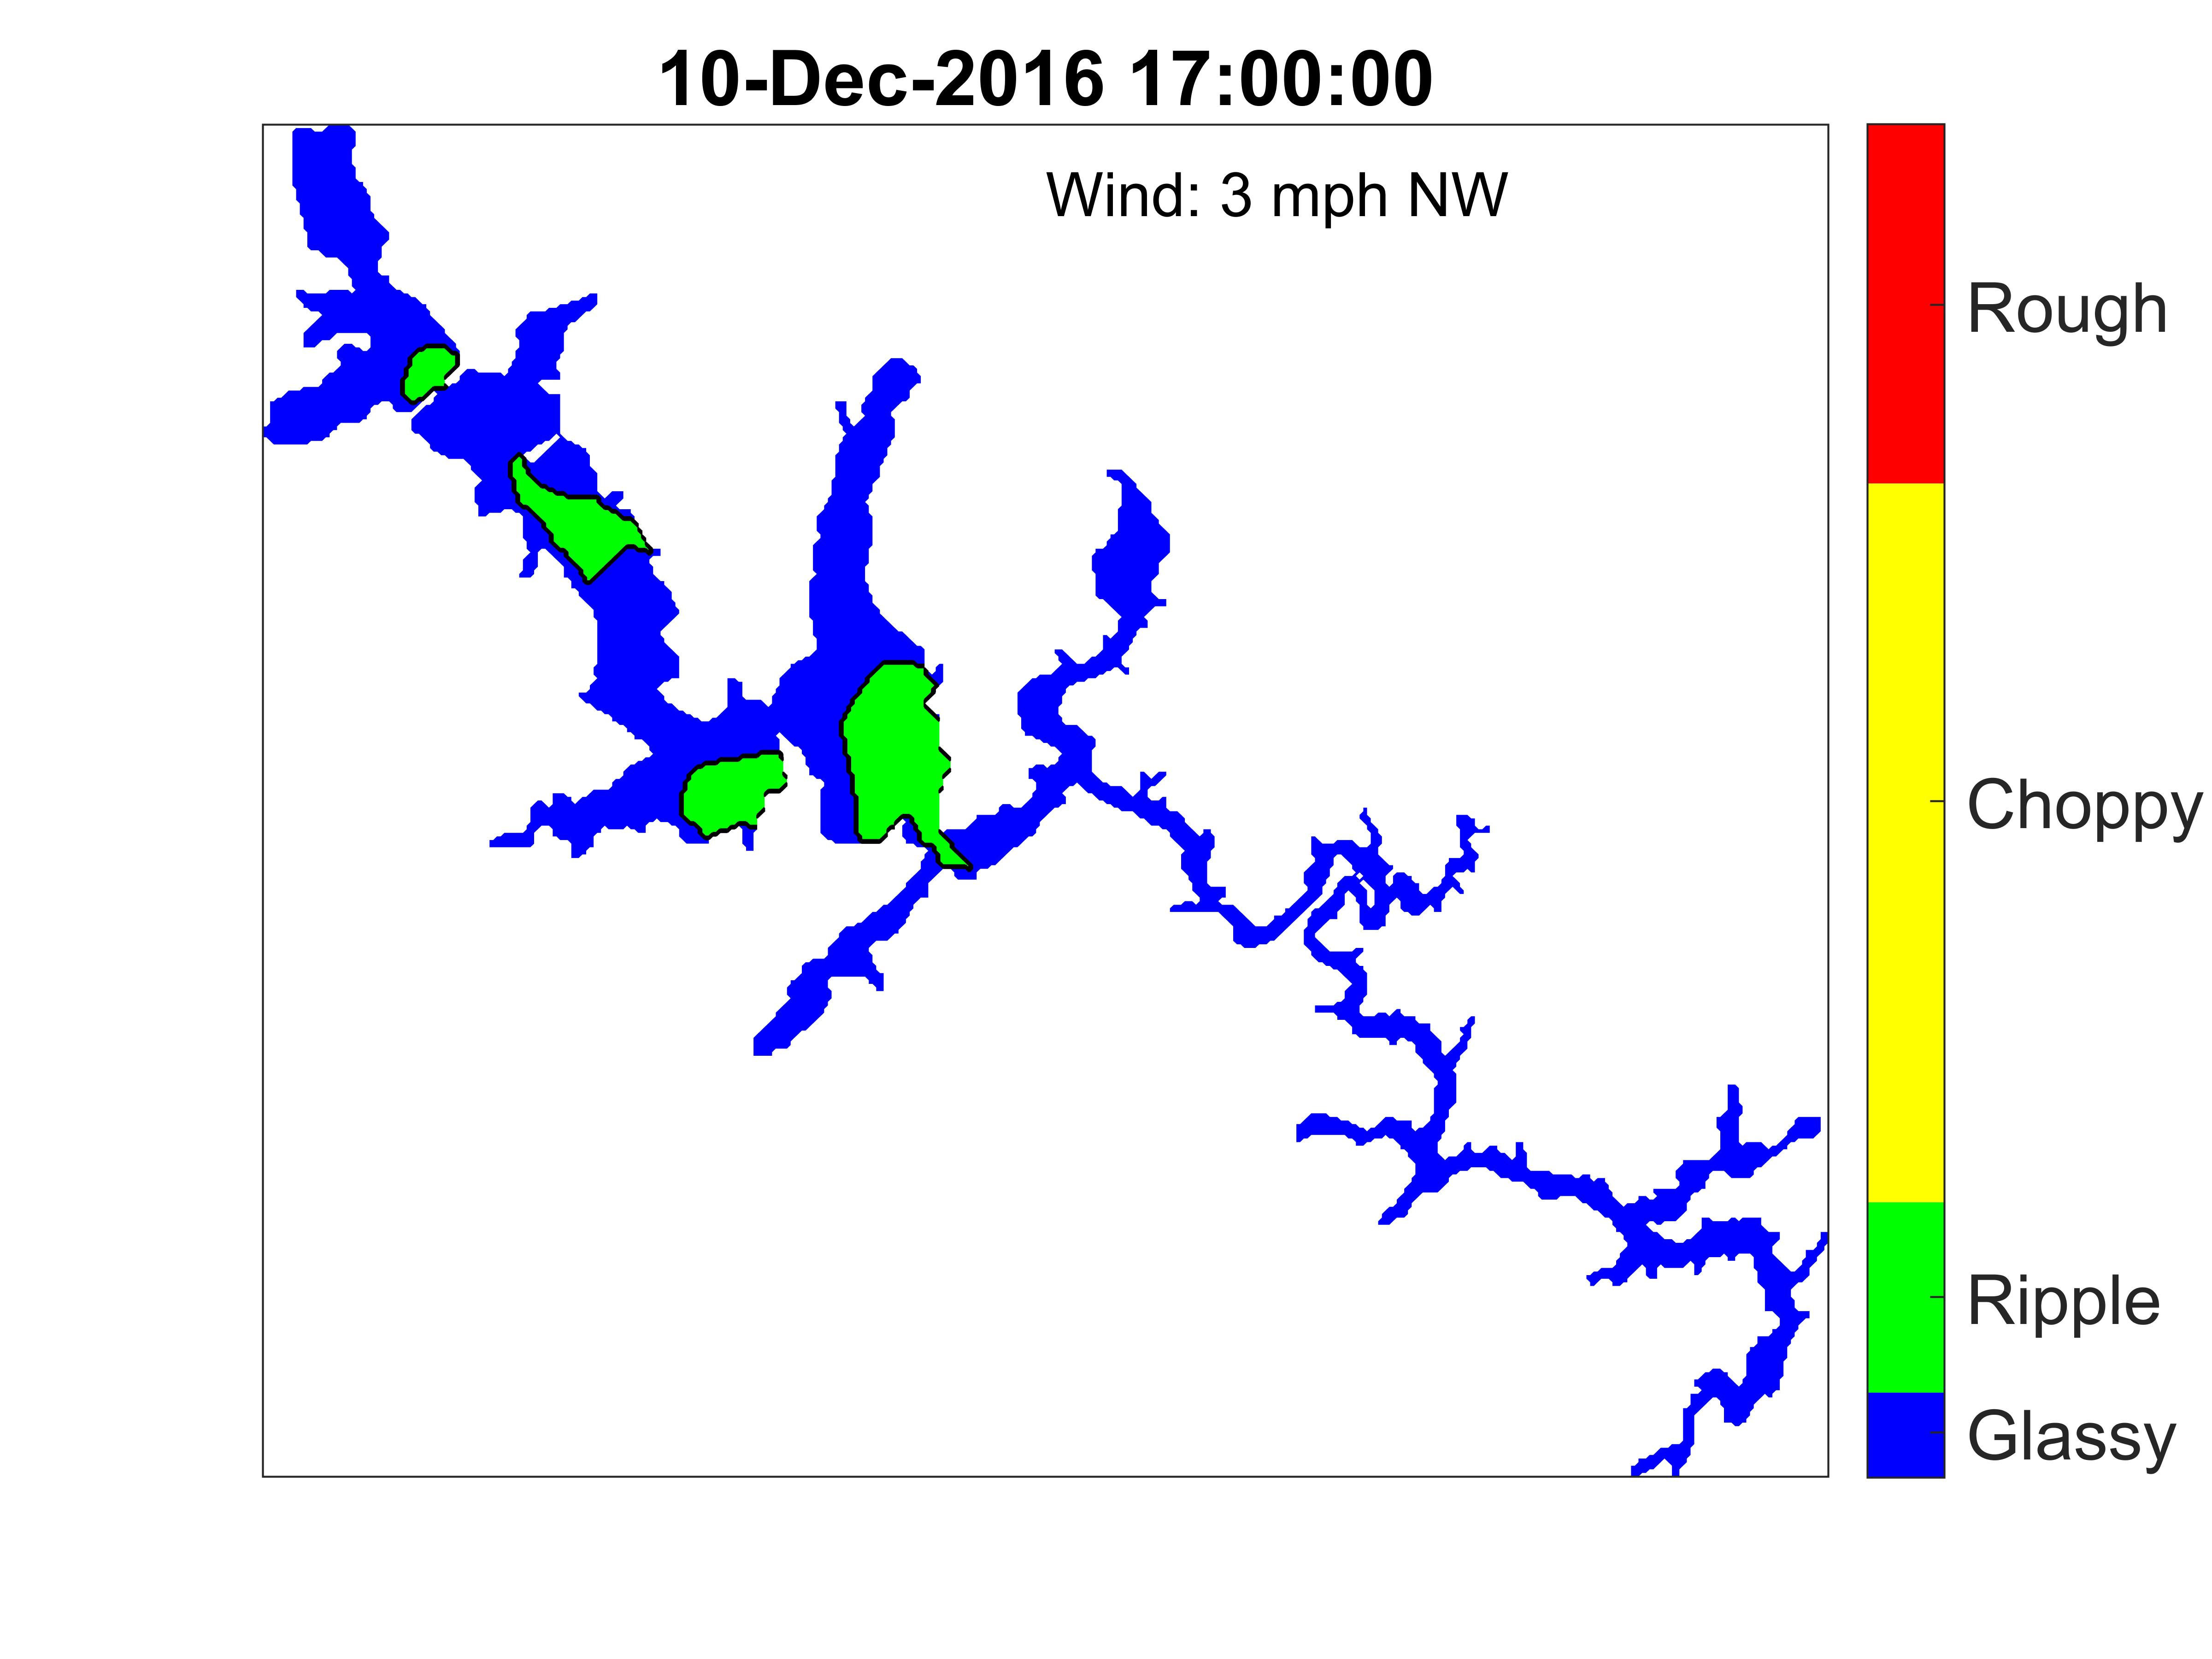 10-Dec-2016 17:00:00
Wind: 3 mph NW
Rough
Choppy
Ripple
Glassy